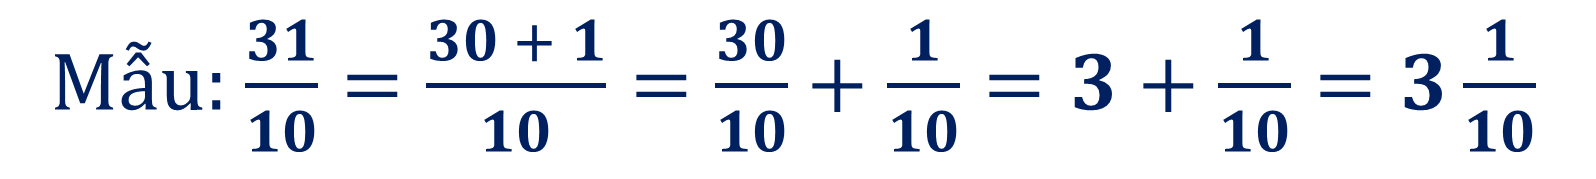 Mẫu: 31/10 = 30 + 1/10 = 30/10 + 1/10 = 3 + 1/10 = 3 1/10